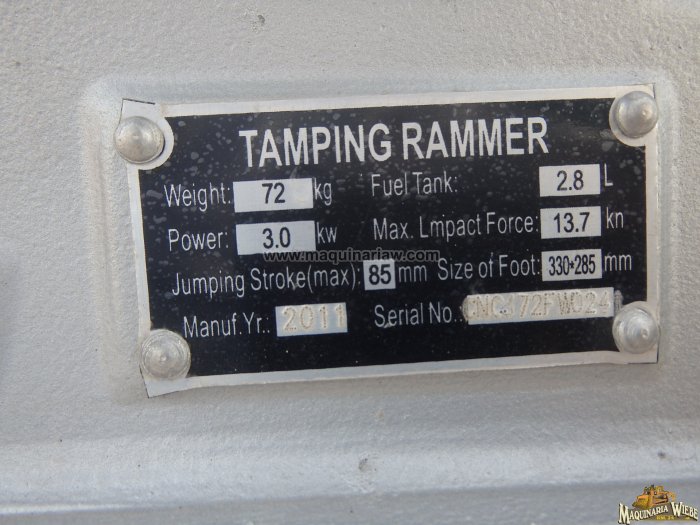 TAMPING RAMMER
Weight: 72 kg Fuel Tank: 2.8 L
Power: 3.0 kw Max. Lmpact Force: 13.7 kn
www.maquinariaw.com
Jumping Stroke(max): 85 mm Size of Foot: 330*285 mm
Manuf.Yr.: 2011 Serial No.:
MAQUINARIA WIEBE